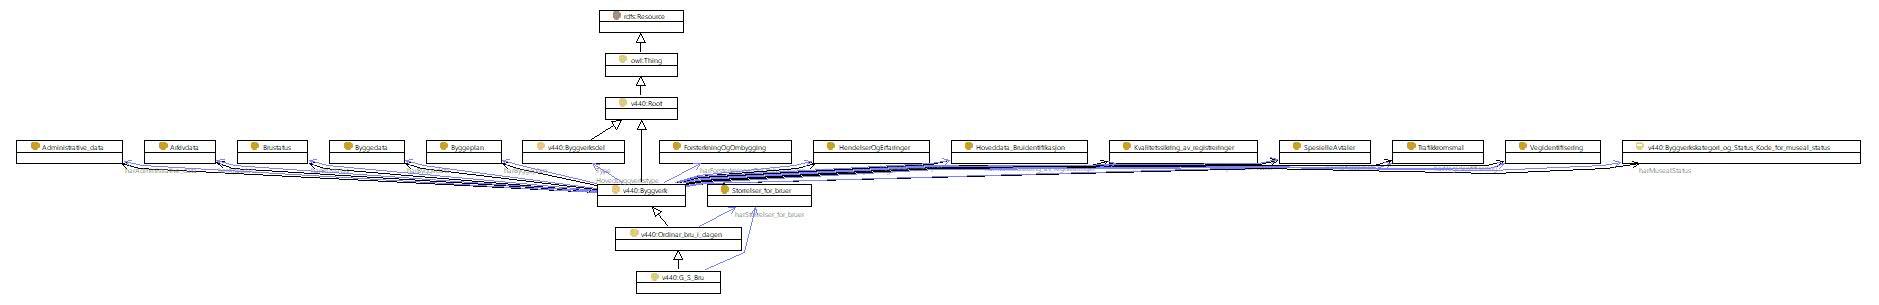 rdfs:Resource
owl:Thing
v440:Root
Administrative_data
Arkivdata
Brustatus
Byggedata
Byggeplan
v440:Byggverksdel
ForsterkningOgOmbygging
HendelserOgErfaringer
Hoveddata_Bruidentifikasjon
Kvalitetssikring_av_registreringer
SpesielleAvtaler
Trafikkromsmal
Vegidentifisering
v440:Byggverkskategori_og_Status_Kode_for_museal_status
harMusealStatus
v440:Byggverk
Storrelser_for_bruer
harStorrelser_for_bruer
v440:Ordinar_bru_i_dagen
v440:G_S_Bru